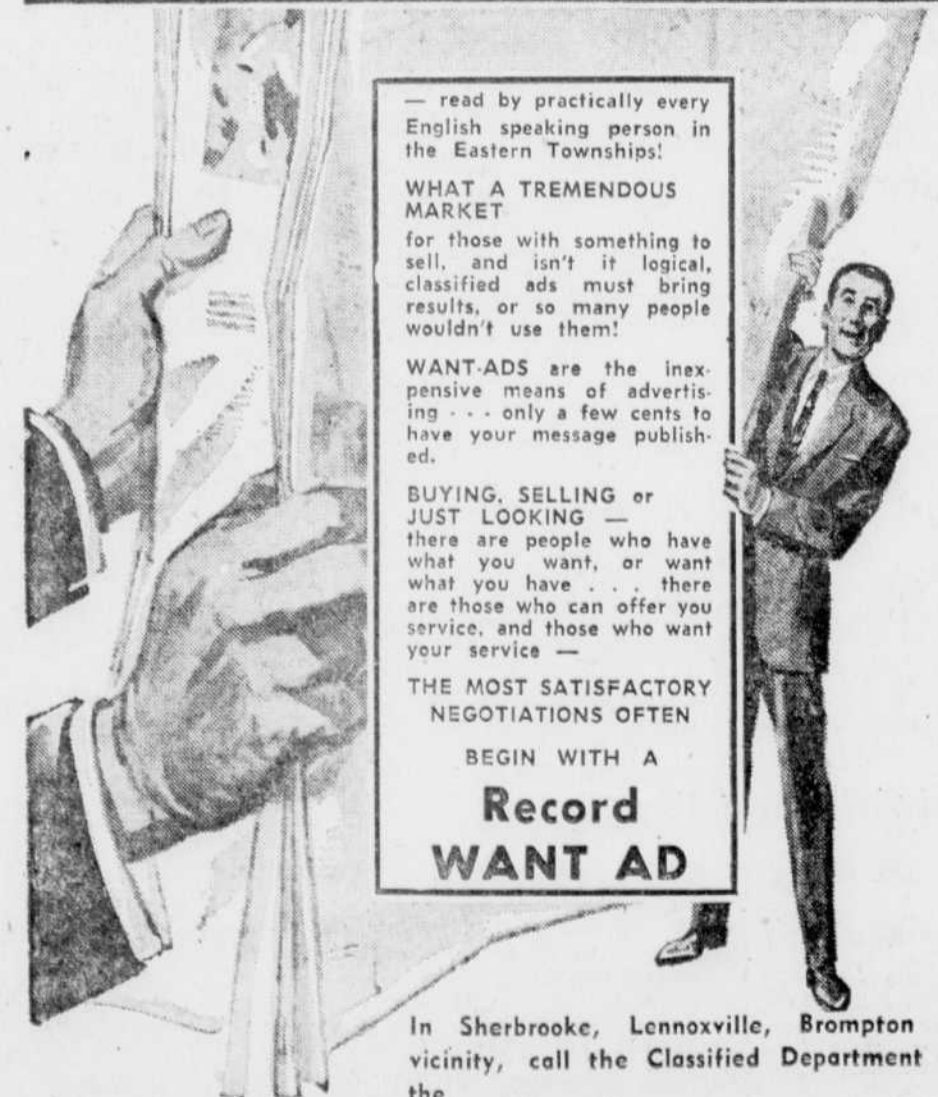 — read by practically every
English speaking person in
the Eastern Townships!
WHAT A TREMENDOUS
MARKET
for those with something to
sell, and isn't it logical,
classified ads must bring
results, or so many people
wouldn't use them!
WANT-ADS are the inex-
pensive means of advertis-
ing - - - only a few cents to
have your message publish-
ed.
BUYING, SELLING or
JUST LOOKING —
there are people who have
what you want, or want
what you have . . . there
are those who can offer you
service, and those who want
your service —
THE MOST SATISFACTORY
NEGOTIATIONS OFTEN
BEGIN WITH A
Record
WANT AD
In Sherbrooke, Lennoxville, Brompton
vicinity, call the Classified Department
the